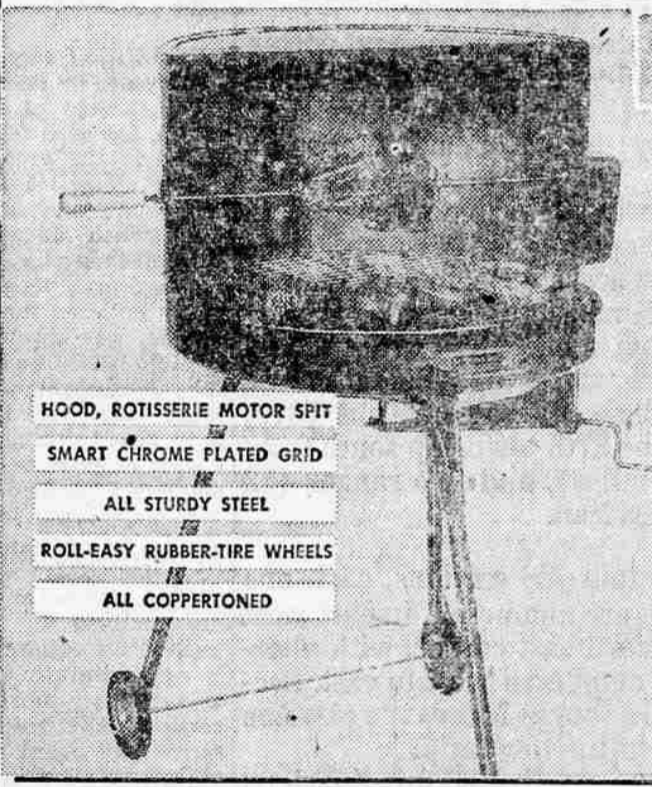 HOOD, ROTISSERIE MOTOR SPIT
SMART CHROME PLATED GRID
ALL STURDY STEEL
ROLL-EASY RUBBER-TIRE WHEELS
ALL COPPERTONED